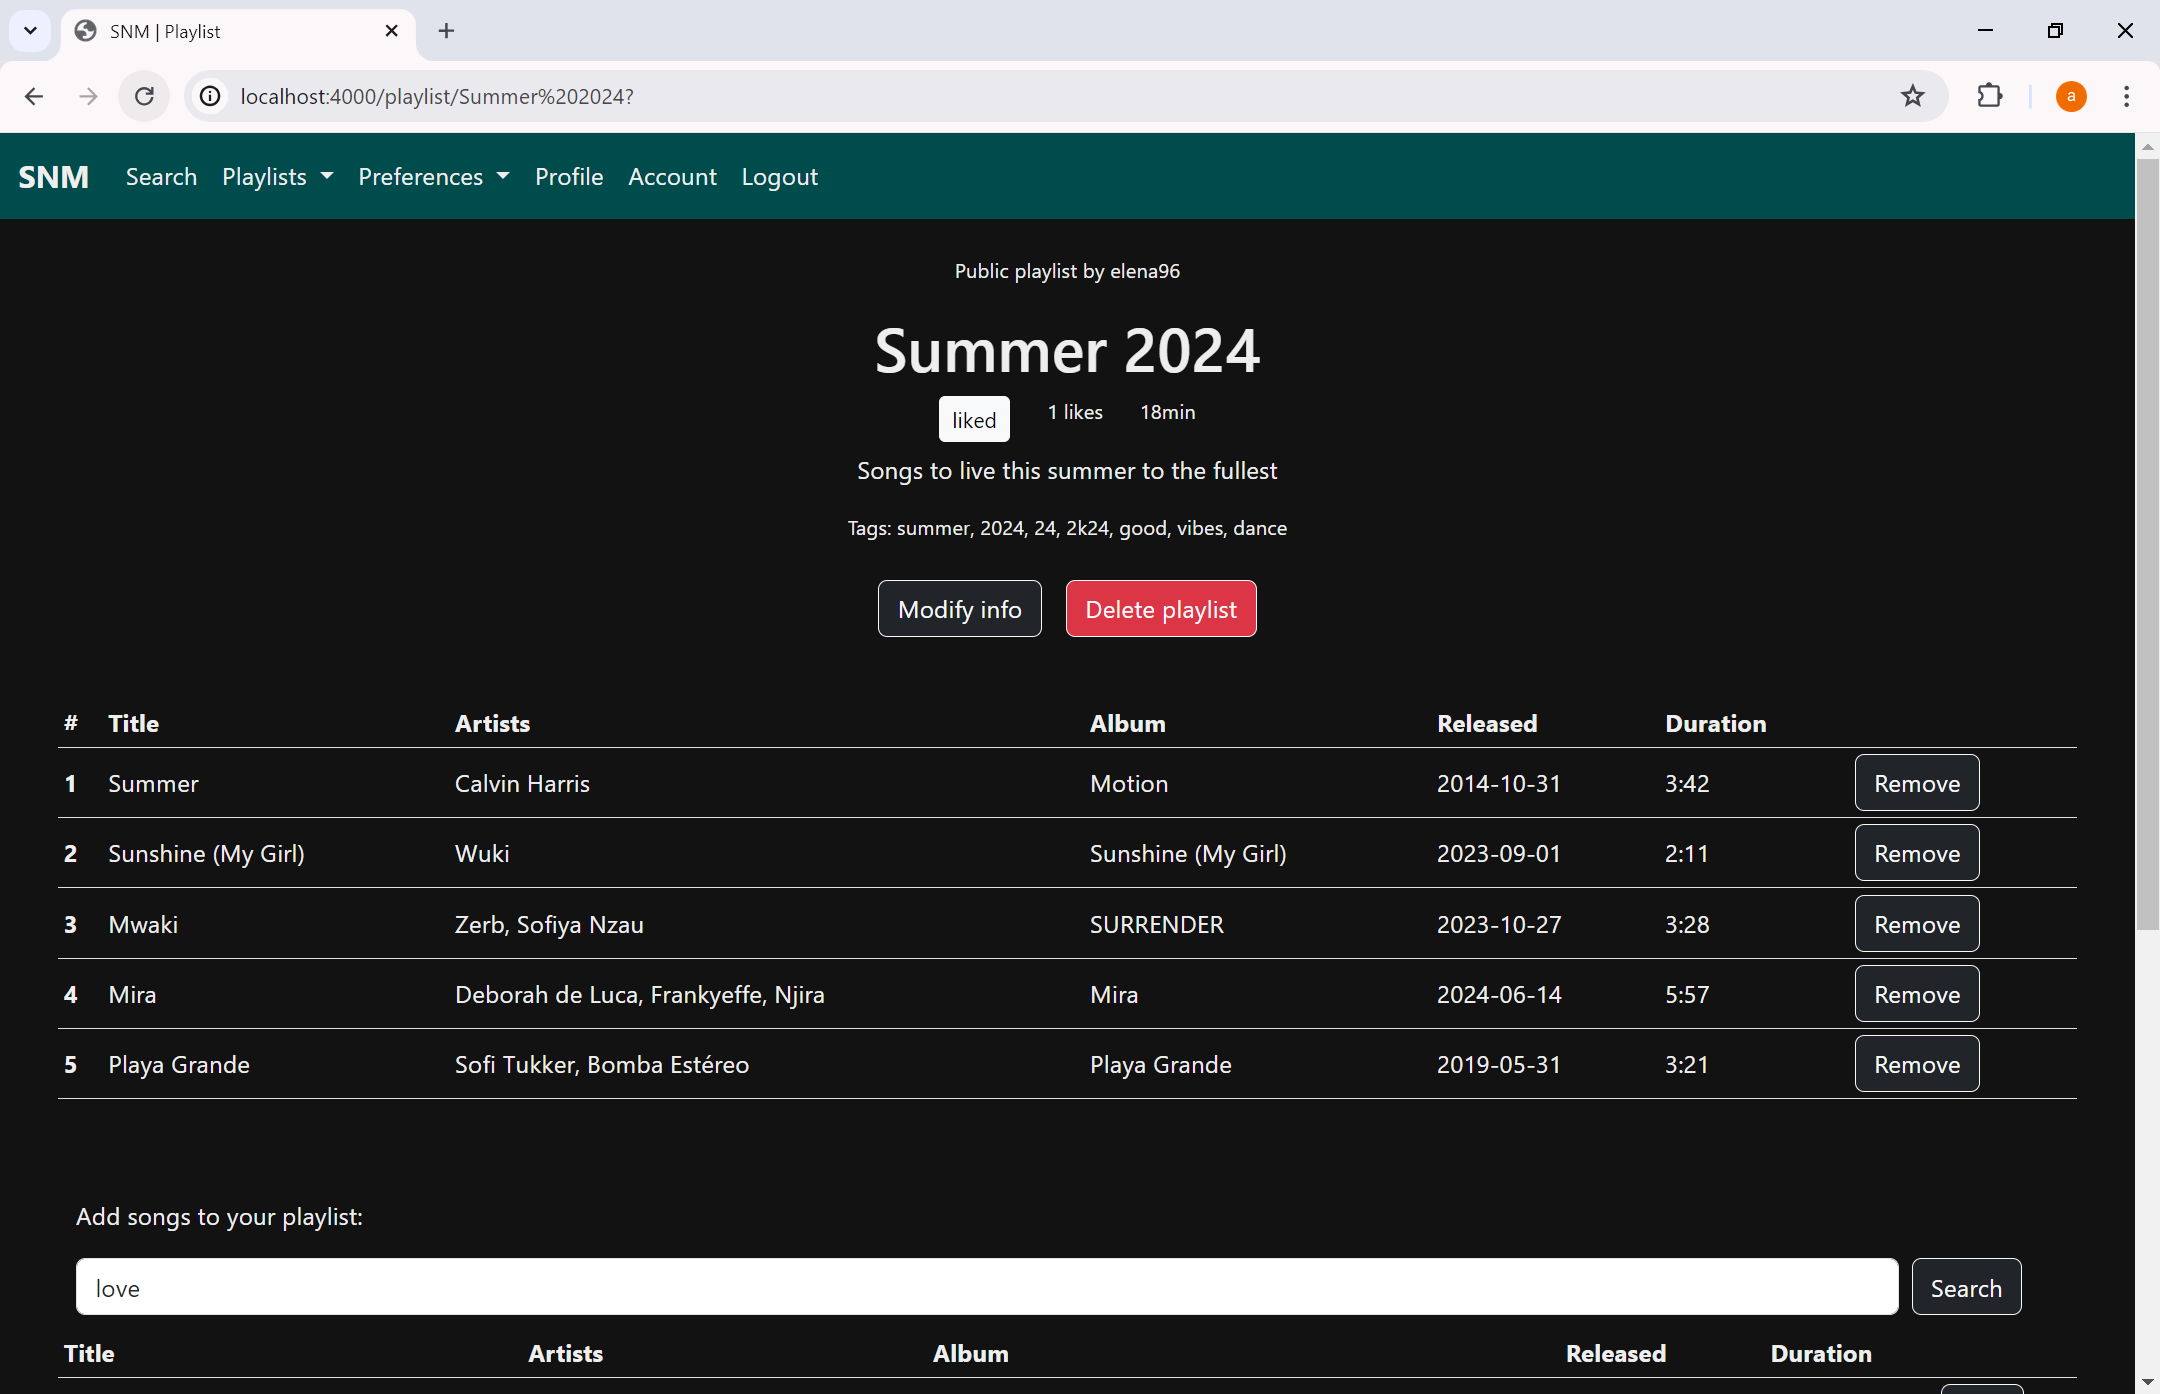 SNM | Playlist
localhost:4000/playlist/Summer%202024?
a
SNM Search Playlists Preferences Profile Account Logout
Public playlist by elena96
Summer 2024
liked 1 likes 18min
Songs to live this summer to the fullest
Tags: summer, 2024, 24, 2k24, good, vibes, dance
Modify info Delete playlist
# Title Artists Album Released Duration
1 Summer Calvin Harris Motion 2014-10-31 3:42 Remove
2 Sunshine (My Girl) Wuki Sunshine (My Girl) 2023-09-01 2:11 Remove
3 Mwaki Zerb, Sofiya Nzau SURRENDER 2023-10-27 3:28 Remove
4 Mira Deborah de Luca, Frankyeffe, Njira Mira 2024-06-14 5:57 Remove
5 Playa Grande Sofi Tukker, Bomba Estéreo Playa Grande 2019-05-31 3:21 Remove
Add songs to your playlist:
love Search
Title Artists Album Released Duration